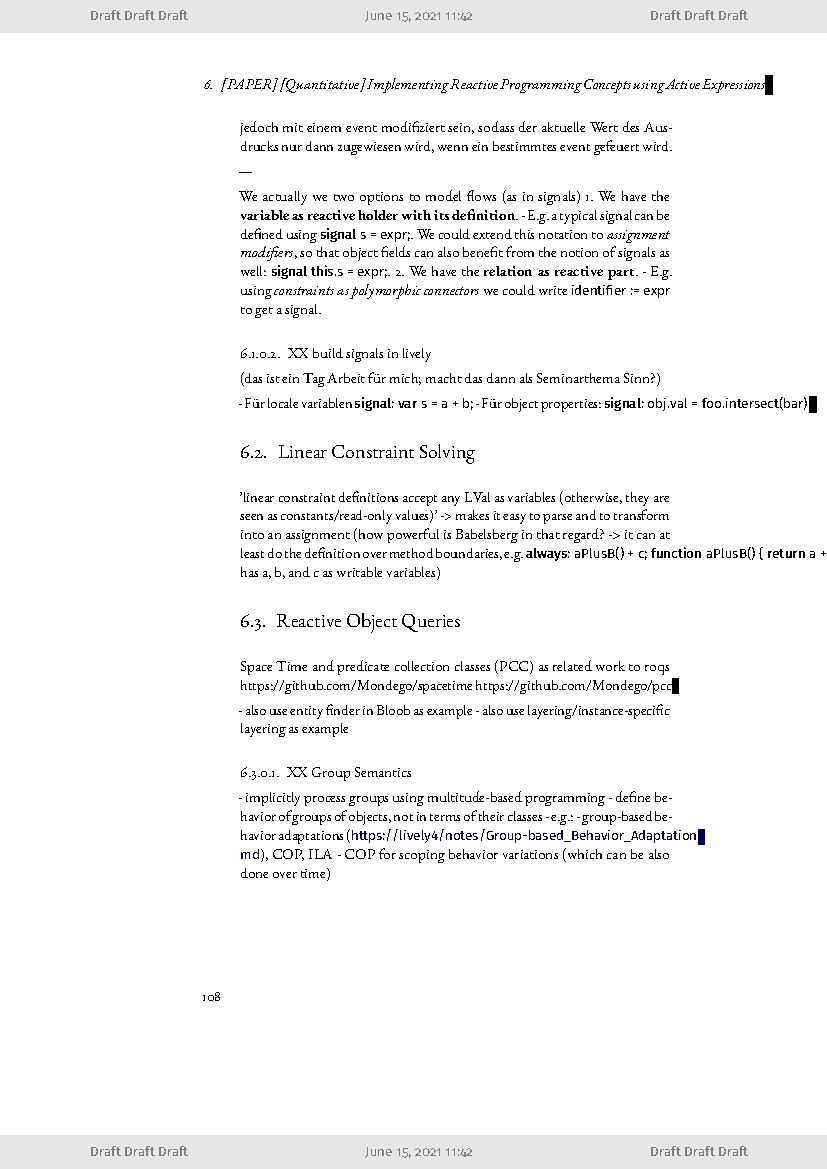 Draft Draft Draft June 15, 2021 11:42 Draft Draft Draft
6. [PAPER] [Quantitative] Implementing Reactive Programming Concepts using Active Expressions
jedoch mit einem event modifiziert sein, sodass der aktuelle Wert des Aus-
drucks nur dann zugewiesen wird, wenn ein bestimmtes event gefeuert wird.
—
We actually we two options to model flows (as in signals) 1. We have the
variable as reactive holder with its definition. - E.g. a typical signal can be
defined using signal s = expr;. We could extend this notation to assignment
modifiers, so that object fields can also benefit from the notion of signals as
well: signal this.s = expr;. 2. We have the relation as reactive part. - E.g.
using constraints as polymorphic connectors we could write identifier := expr
to get a signal.
6.1.0.2. XX build signals in lively
(das ist ein Tag Arbeit für mich; macht das dann als Seminarthema Sinn?)
- Für locale variablen signal: var s = a + b; - Für object properties: signal: obj.val = foo.intersect(bar)
6.2. Linear Constraint Solving
'linear constraint definitions accept any LVal as variables (otherwise, they are
seen as constants/read-only values)' -> makes it easy to parse and to transform
into an assignment (how powerful is Babelsberg in that regard? -> it can at
least do the definition over method boundaries, e.g. always: aPlusB() + c; function aPlusB() { return a +
has a, b, and c as writable variables)
6.3. Reactive Object Queries
Space Time and predicate collection classes (PCC) as related work to roqs
https://github.com/Mondego/spacetime https://github.com/Mondego/pcc
- also use entity finder in Bloob as example - also use layering/instance-specific
layering as example
6.3.0.1. XX Group Semantics
- implicitly process groups using multitude-based programming - define be-
havior of groups of objects, not in terms of their classes - e.g.: - group-based be-
havior adaptations (https://lively4/notes/Group-based_Behavior_Adaptation
md), COP, ILA - COP for scoping behavior variations (which can be also
done over time)
108
Draft Draft Draft June 15, 2021 11:42 Draft Draft Draft